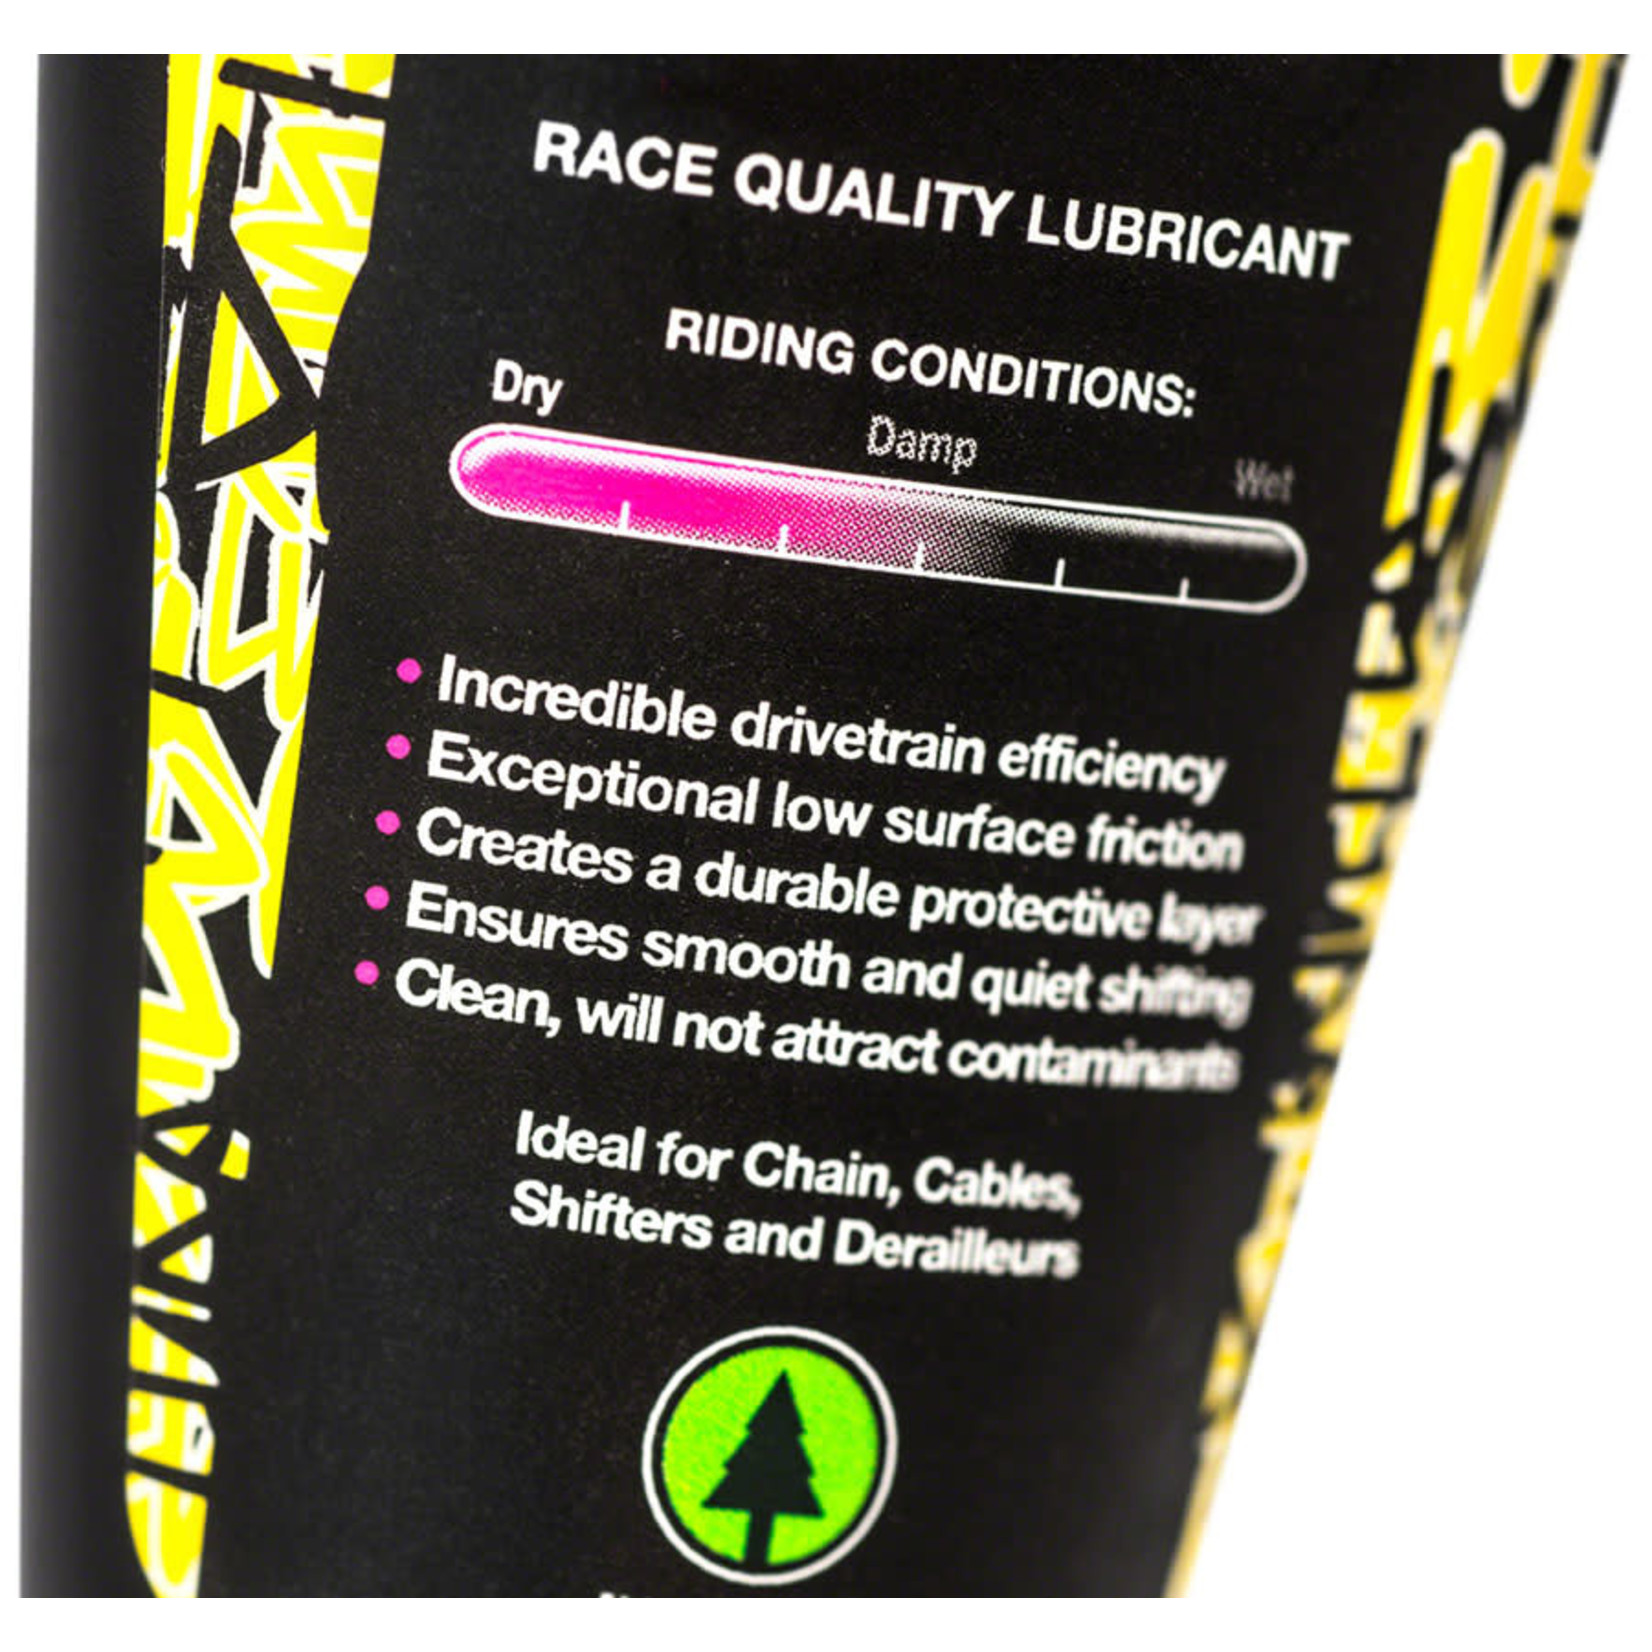 RACE QUALITY LUBRICANT
RIDING CONDITIONS:
Dry
Damp
Wet
• Incredible drivetrain efficiency
• Exceptional low surface friction
• Creates a durable protective layer
• Ensures smooth and quiet shifting
• Clean, will not attract contaminants
Ideal for Chain, Cables,
Shifters and Derailleurs